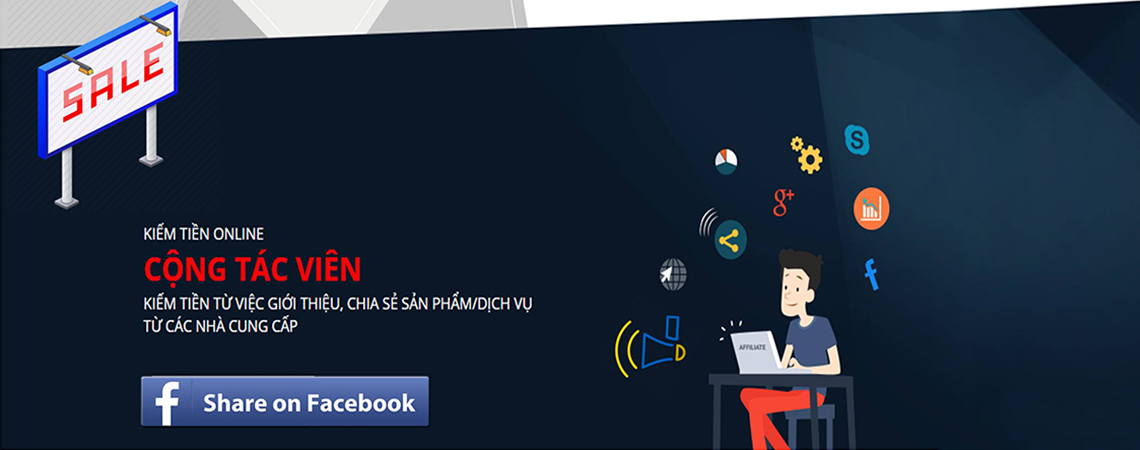 SALE
KIẾM TIỀN ONLINE
CỘNG TÁC VIÊN
KIẾM TIỀN TỪ VIỆC GIỚI THIỆU, CHIA SẺ SẢN PHẨM/DỊCH VỤ
TỪ CÁC NHÀ CUNG CẤP
f Share on Facebook
S
g+
f
AFFILIATE